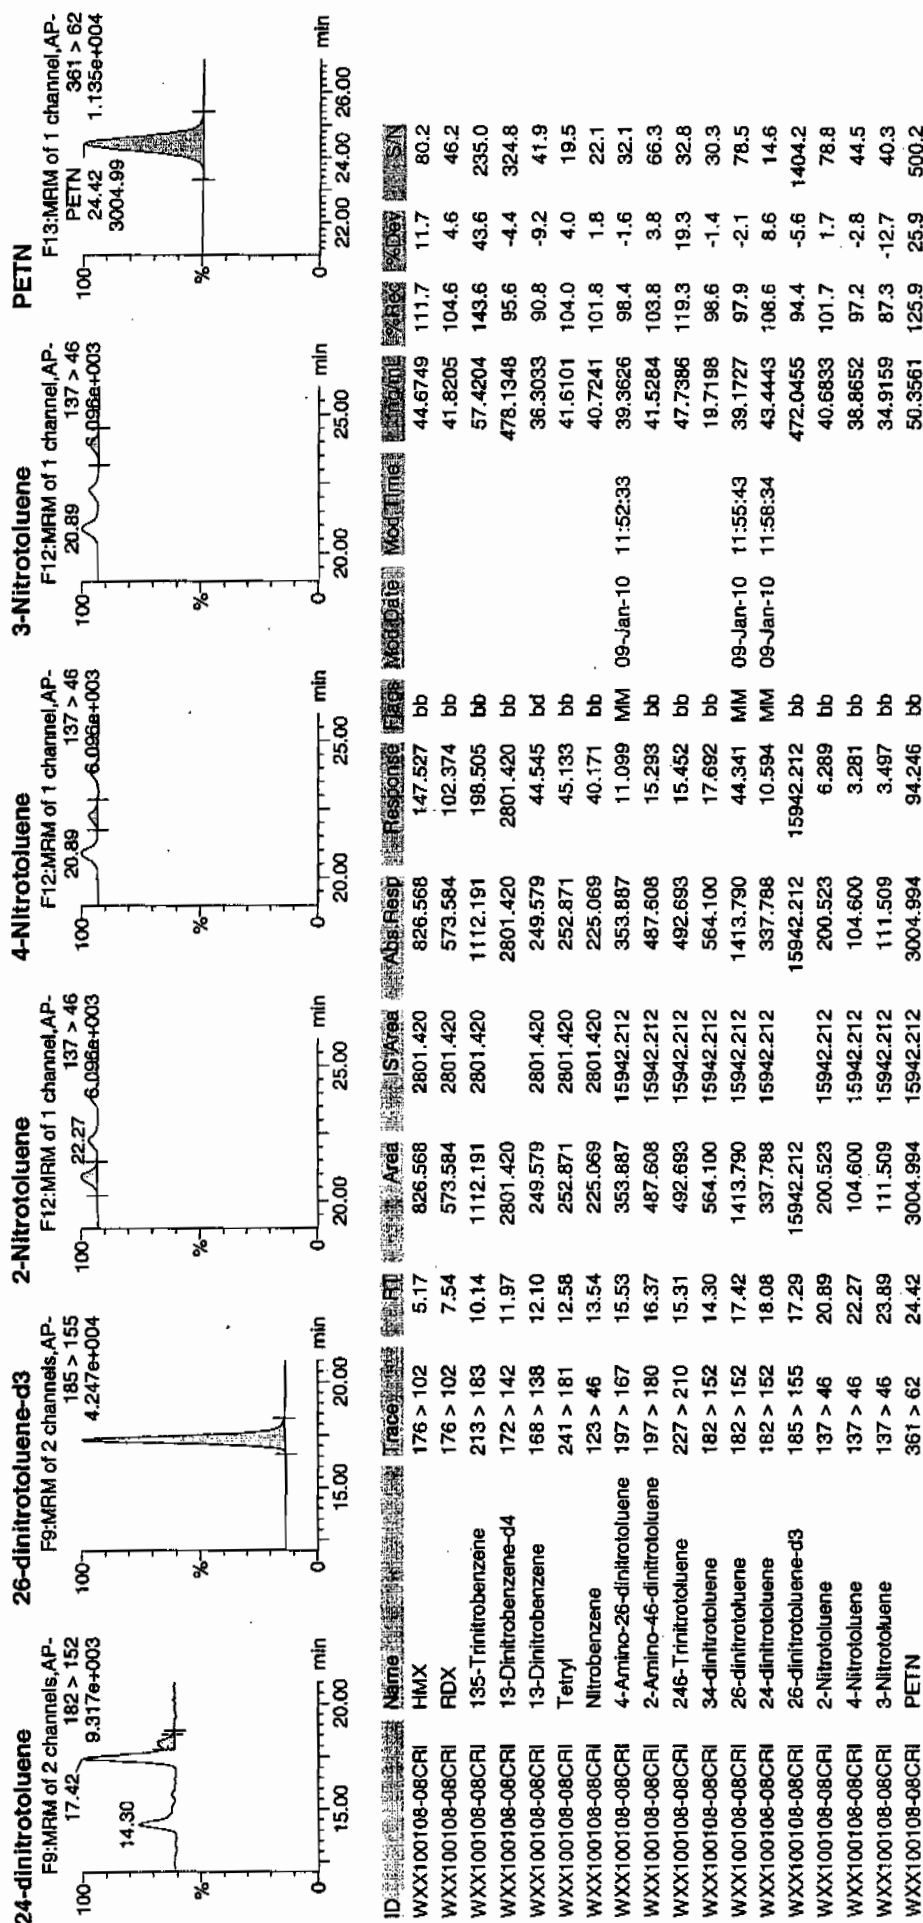 24-dinitrotoluene
F9:MRM of 2 channels,AP-
182 > 152
9.317e+003
17.42
14.30
100
%
0
15.00
20.00
min
26-dinitrotoluene-d3
F9:MRM of 2 channels,AP-
185 > 155
4.247e+004
100
%
0
15.00
20.00
min
2-Nitrotoluene
F12:MRM of 1 channel,AP-
137 > 46
6.096e+003
22.27
100
%
0
20.00
25.00
min
4-Nitrotoluene
F12:MRM of 1 channel,AP-
137 > 46
6.096e+003
20.89
100
%
0
20.00
25.00
min
3-Nitrotoluene
F12:MRM of 1 channel,AP-
137 > 46
6.096e+003
20.89
100
%
0
20.00
25.00
min
PETN
F13:MRM of 1 channel,AP-
361 > 62
1.135e+004
PETN
24.42
3004.99
100
%
0
22.00
24.00
26.00
min
ID Name Trace RT Area IS Area Abs Resp Response Flags Mod Date Mod Time ng/ml %Rec %Dev S/N
WXX100108-08CRI HMX 176 > 102 5.17 826.568 2801.420 826.568 147.527 bb 44.6749 111.7 11.7 80.2
WXX100108-08CRI RDX 176 > 102 7.54 573.584 2801.420 573.584 102.374 bb 41.8205 104.6 4.6 46.2
WXX100108-08CRI 135-Trinitrobenzene 213 > 183 10.14 1112.191 2801.420 1112.191 198.505 bb 57.4204 143.6 43.6 235.0
WXX100108-08CRI 13-Dinitrobenzene-d4 172 > 142 11.97 2801.420 2801.420 2801.420 bb 478.1348 95.6 -4.4 324.8
WXX100108-08CRI 13-Dinitrobenzene 168 > 138 12.10 249.579 2801.420 249.579 44.545 bd 36.3033 90.8 -9.2 41.9
WXX100108-08CRI Tetryl 241 > 181 12.58 252.871 2801.420 252.871 45.133 bb 41.6101 104.0 4.0 19.5
WXX100108-08CRI Nitrobenzene 123 > 46 13.54 225.069 2801.420 225.069 40.171 bb 40.7241 101.8 1.8 22.1
WXX100108-08CRI 4-Amino-26-dinitrotoluene 197 > 167 15.53 353.887 15942.212 353.887 11.099 MM 09-Jan-10 11:52:33 39.3626 98.4 -1.6 32.1
WXX100108-08CRI 2-Amino-46-dinitrotoluene 197 > 180 16.37 487.608 15942.212 487.608 15.293 bb 41.5284 103.8 3.8 66.3
WXX100108-08CRI 246-Trinitrotoluene 227 > 210 15.31 492.693 15942.212 492.693 15.452 bb 47.7386 119.3 19.3 32.8
WXX100108-08CRI 34-dinitrotoluene 182 > 152 14.30 564.100 15942.212 564.100 17.692 bb 19.7198 98.6 -1.4 30.3
WXX100108-08CRI 26-dinitrotoluene 182 > 152 17.42 1413.790 15942.212 1413.790 44.341 MM 09-Jan-10 11:55:43 39.1727 97.9 -2.1 78.5
WXX100108-08CRI 24-dinitrotoluene 182 > 152 18.08 337.788 15942.212 337.788 10.594 MM 09-Jan-10 11:58:34 43.4443 108.6 8.6 14.6
WXX100108-08CRI 26-dinitrotoluene-d3 185 > 155 17.29 15942.212 15942.212 15942.212 bb 472.0455 94.4 -5.6 1404.2
WXX100108-08CRI 2-Nitrotoluene 137 > 46 20.89 200.523 15942.212 200.523 6.289 bb 40.6833 101.7 1.7 78.8
WXX100108-08CRI 4-Nitrotoluene 137 > 46 22.27 104.600 15942.212 104.600 3.281 bb 38.8652 97.2 -2.8 44.5
WXX100108-08CRI 3-Nitrotoluene 137 > 46 23.89 111.509 15942.212 111.509 3.497 bb 34.9159 87.3 -12.7 40.3
WXX100108-08CRI PETN 361 > 62 24.42 3004.994 15942.212 3004.994 94.246 bb 50.3561 125.9 25.9 500.2